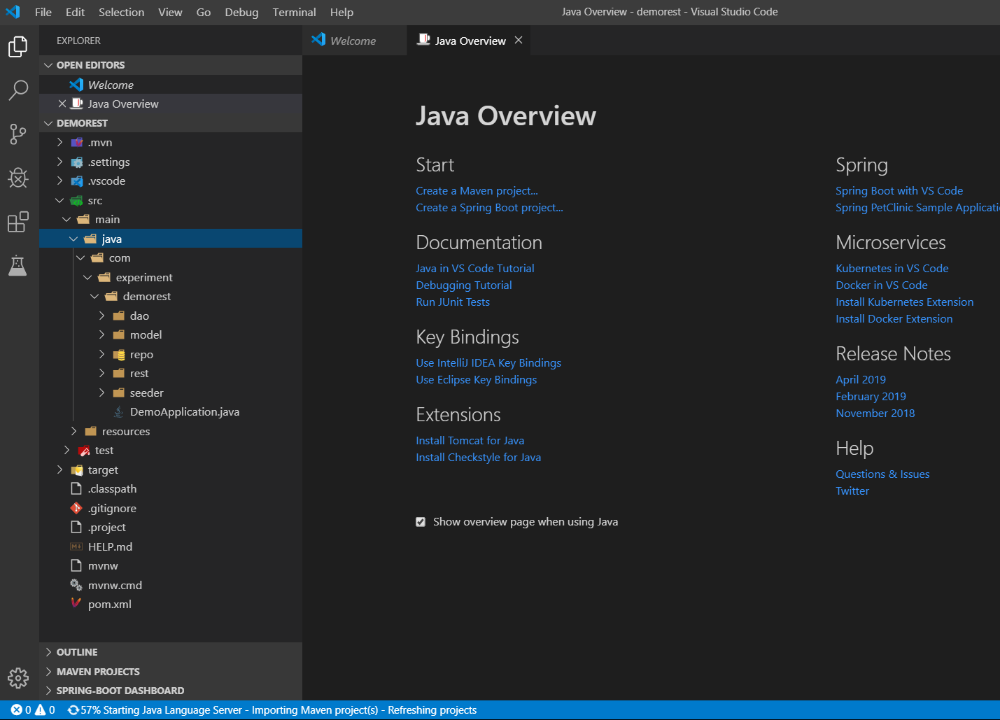 File Edit Selection View Go Debug Terminal Help
Java Overview - demorest - Visual Studio Code
EXPLORER
OPEN EDITORS
Welcome
Java Overview
DEMOREST
.mvn
.settings
.vscode
src
main
java
com
experiment
demorest
dao
model
repo
rest
seeder
DemoApplication.java
resources
test
target
.classpath
.gitignore
.project
HELP.md
mvnw
mvnw.cmd
pom.xml
OUTLINE
MAVEN PROJECTS
SPRING-BOOT DASHBOARD
Welcome
Java Overview
Java Overview
Start
Create a Maven project...
Create a Spring Boot project...
Documentation
Java in VS Code Tutorial
Debugging Tutorial
Run JUnit Tests
Key Bindings
Use IntelliJ IDEA Key Bindings
Use Eclipse Key Bindings
Extensions
Install Tomcat for Java
Install Checkstyle for Java
Show overview page when using Java
Spring
Spring Boot with VS Code
Spring PetClinic Sample Applicati
Microservices
Kubernetes in VS Code
Docker in VS Code
Install Kubernetes Extension
Install Docker Extension
Release Notes
April 2019
February 2019
November 2018
Help
Questions & Issues
Twitter
0 0 57% Starting Java Language Server - Importing Maven project(s) - Refreshing projects